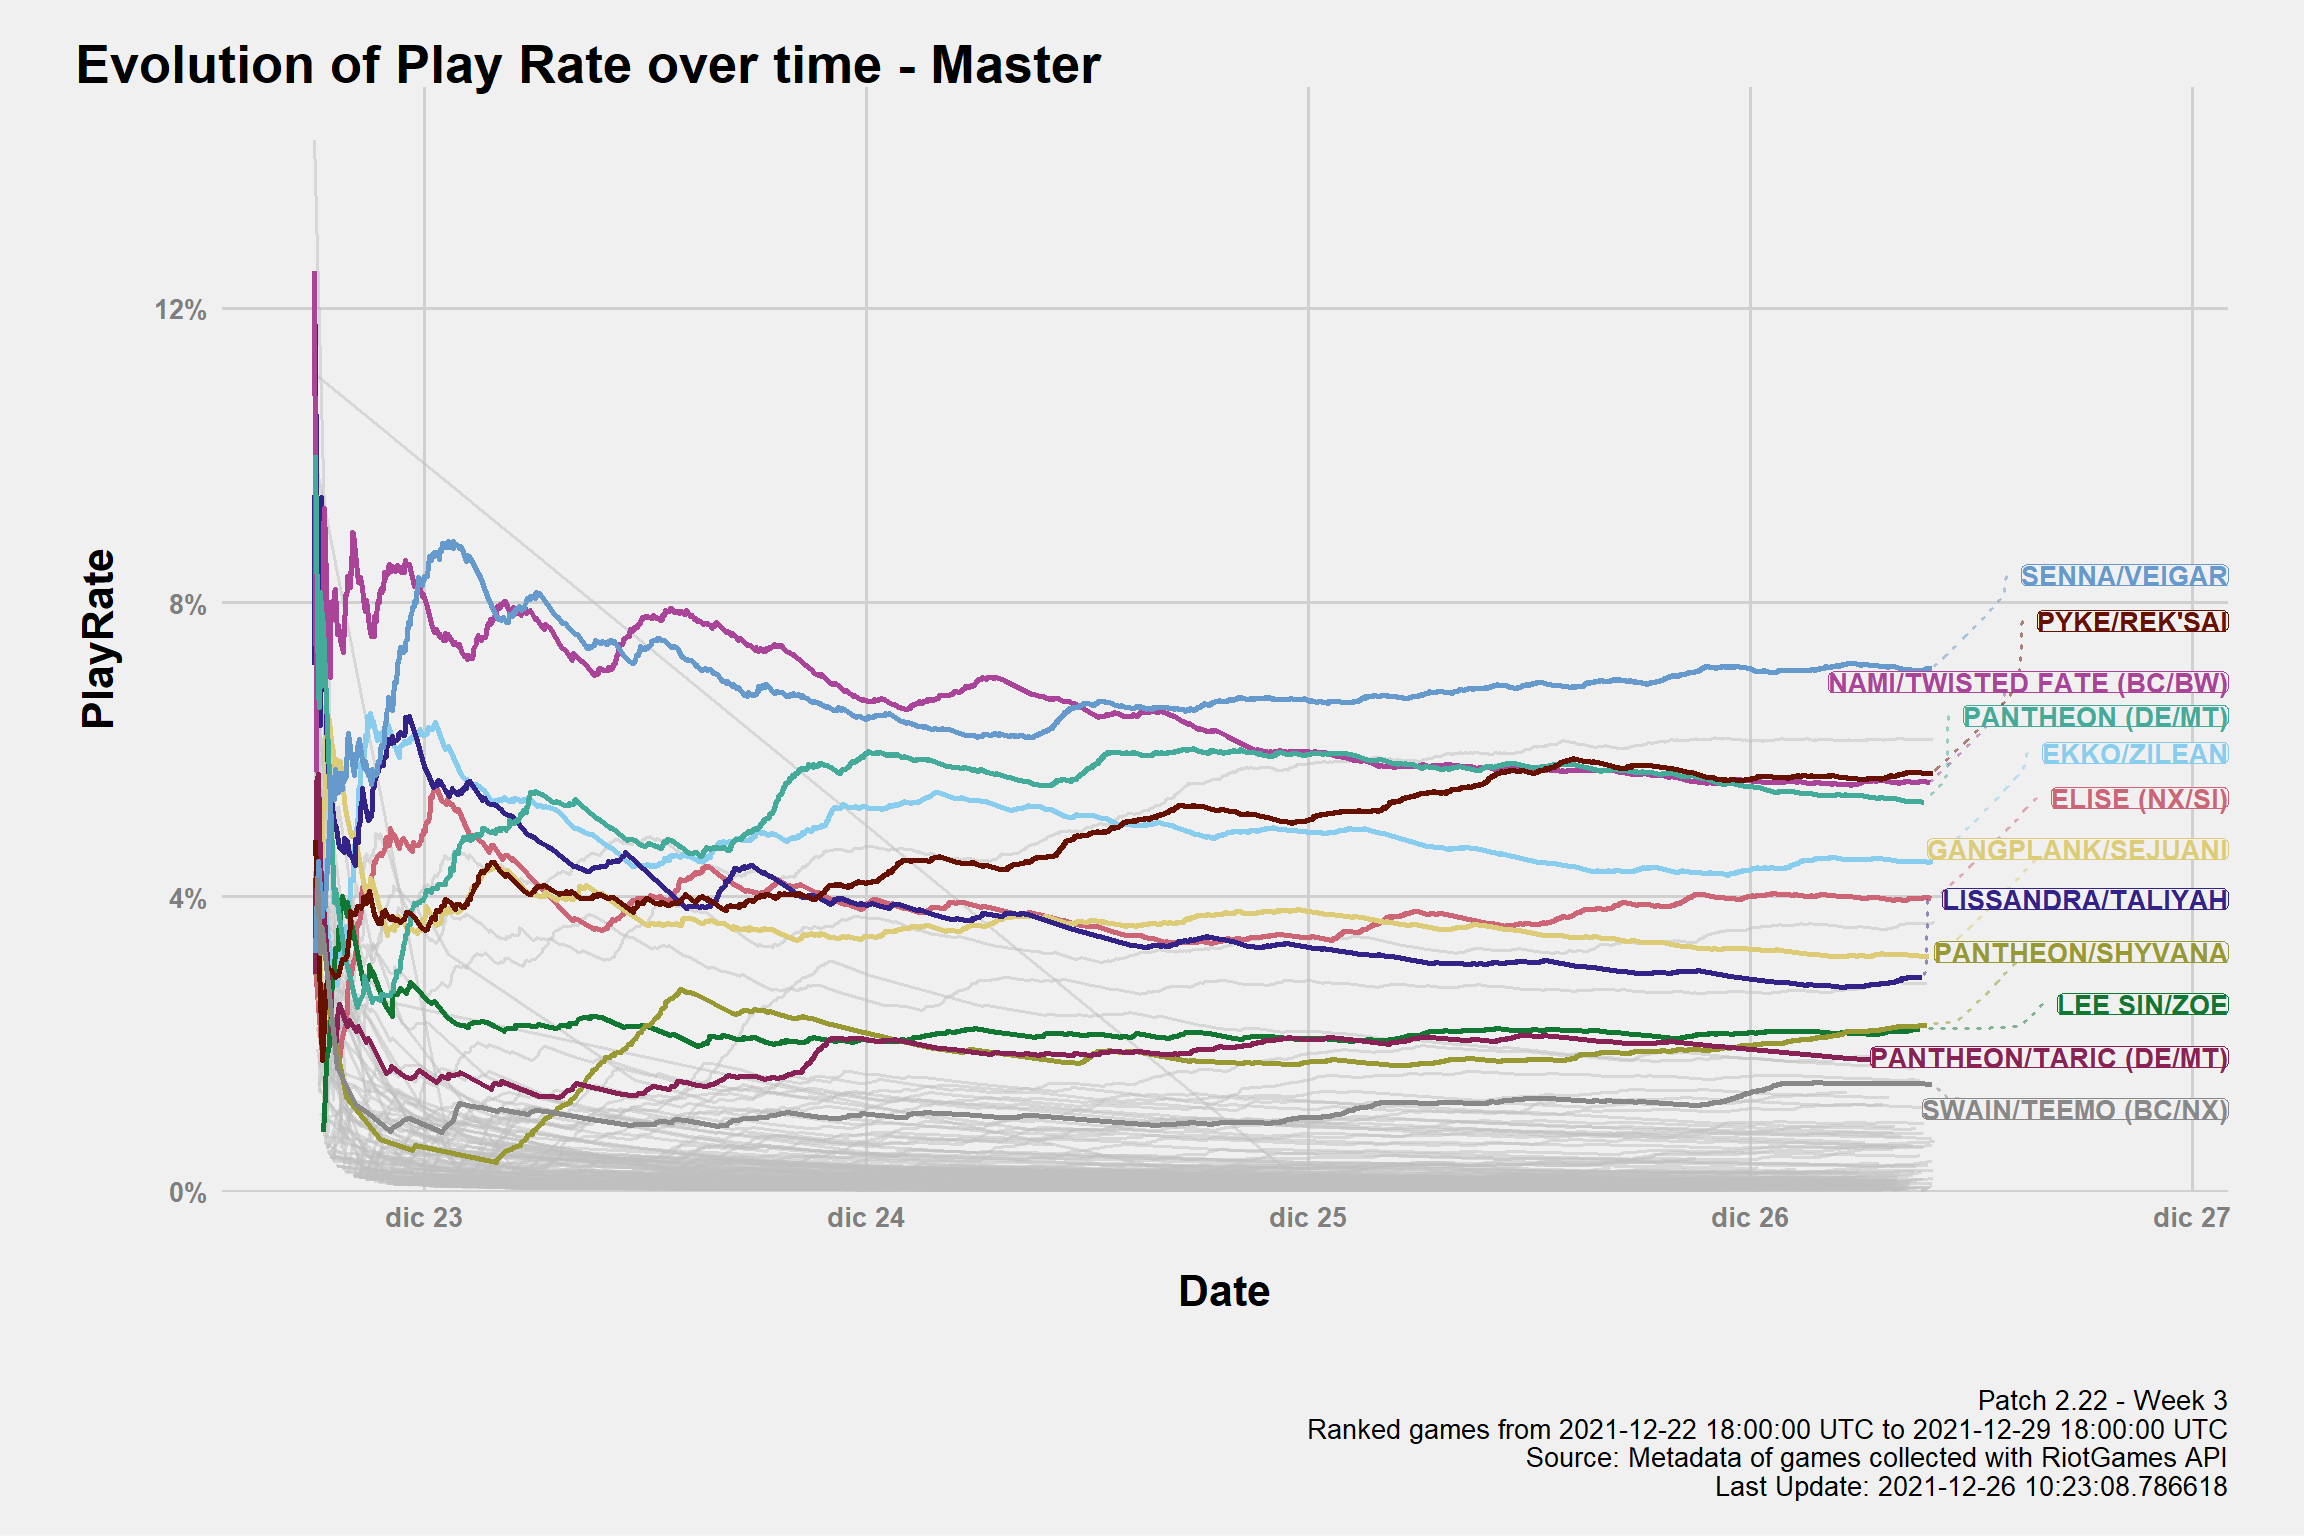 Evolution of Play Rate over time - Master
PlayRate
12%
8%
4%
0%
SENNA/VEIGAR
PYKE/REK'SAI
NAMI/TWISTED FATE (BC/BW)
PANTHEON (DE/MT)
EKKO/ZILEAN
ELISE (NX/SI)
GANGPLANK/SEJUANI
LISSANDRA/TALIYAH
PANTHEON/SHYVANA
LEE SIN/ZOE
PANTHEON/TARIC (DE/MT)
SWAIN/TEEMO (BC/NX)
dic 23
dic 24
dic 25
dic 26
dic 27
Date
Patch 2.22 - Week 3
Ranked games from 2021-12-22 18:00:00 UTC to 2021-12-29 18:00:00 UTC
Source: Metadata of games collected with RiotGames API
Last Update: 2021-12-26 10:23:08.786618